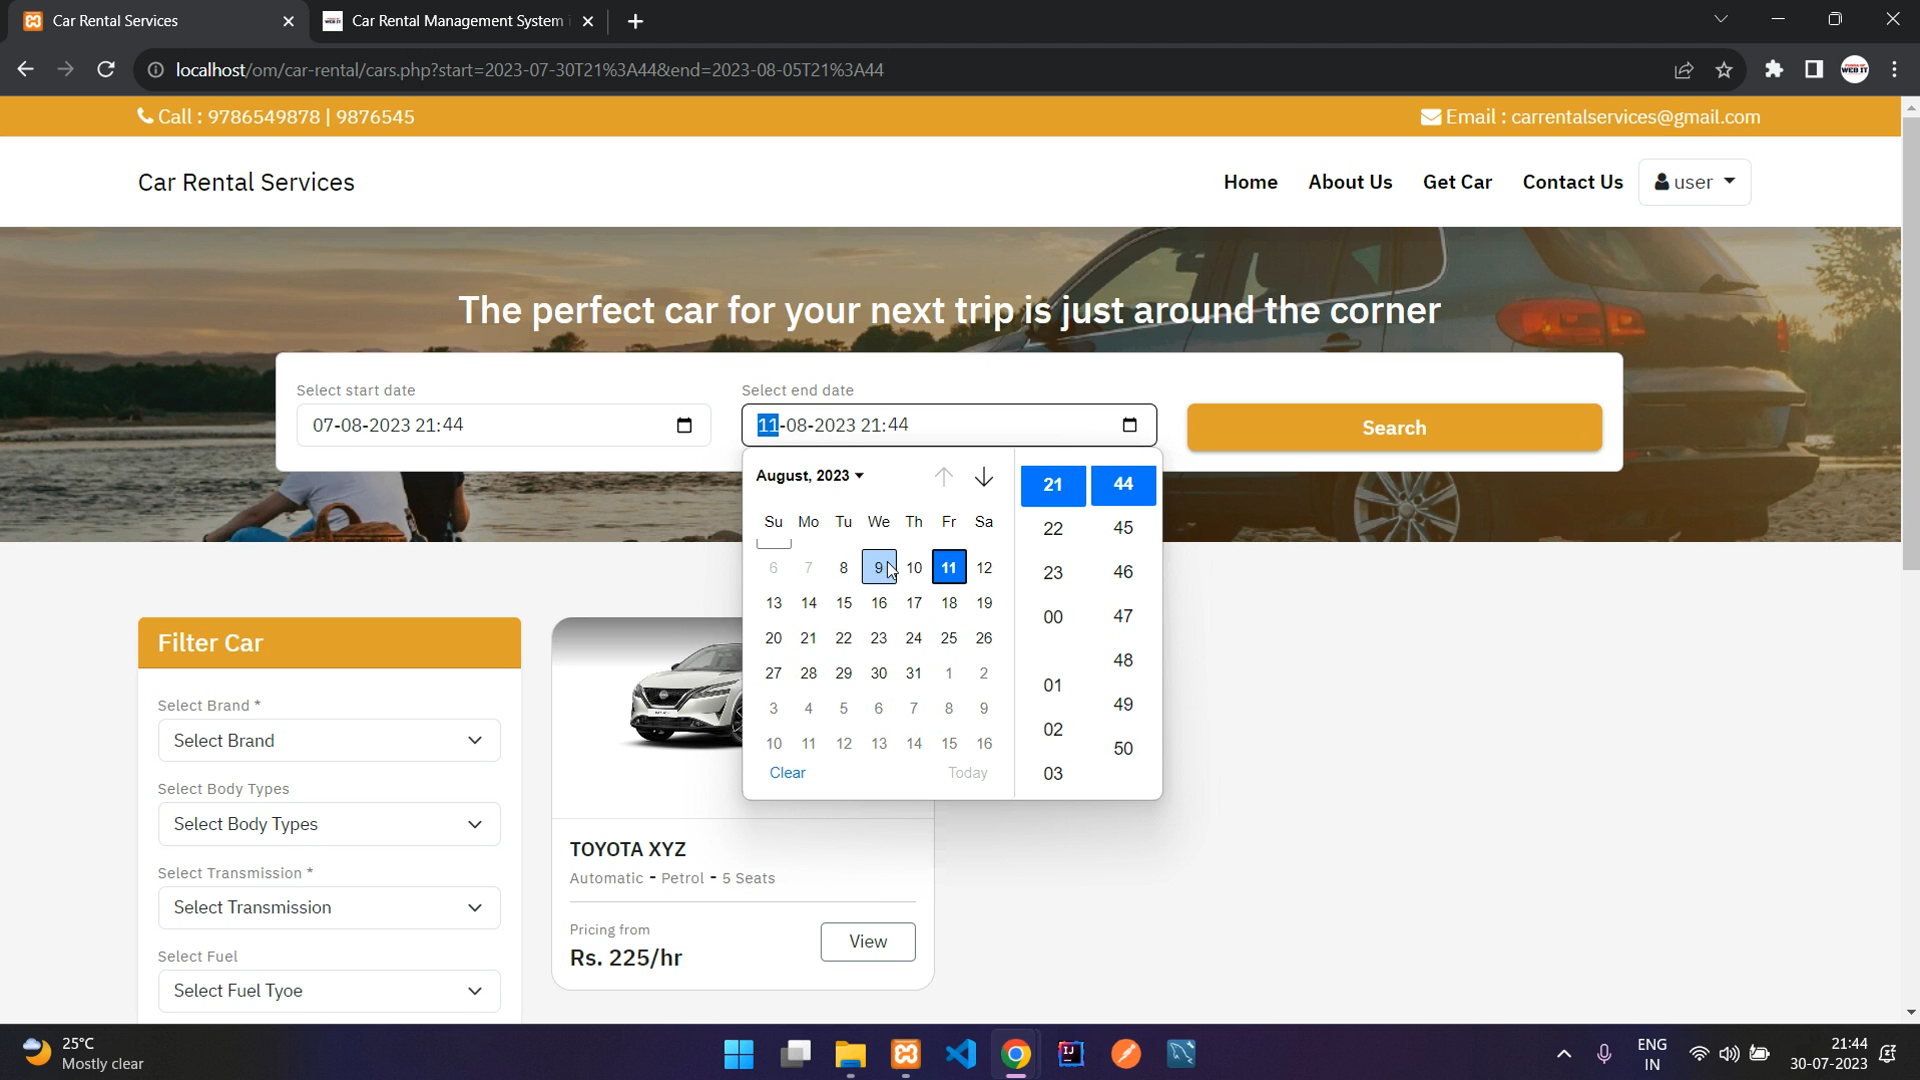 Car Rental Services
Car Rental Management System
localhost/om/car-rental/cars.php?start=2023-07-30T21%3A44&end=2023-08-05T21%3A44
WEB IT
Call : 9786549878 | 9876545
Email : carrentalservices@gmail.com
Car Rental Services
Home About Us Get Car Contact Us user
The perfect car for your next trip is just around the corner
Select start date
07-08-2023 21:44
Select end date
11-08-2023 21:44
Search
August, 2023
Su Mo Tu We Th Fr Sa
6 7 8 9 10 11 12
13 14 15 16 17 18 19
20 21 22 23 24 25 26
27 28 29 30 31 1 2
3 4 5 6 7 8 9
10 11 12 13 14 15 16
Clear Today
21 44
22 45
23 46
00 47
48
01
49
02
50
03
Filter Car
Select Brand *
Select Brand
Select Body Types
Select Body Types
Select Transmission *
Select Transmission
Select Fuel
Select Fuel Tyoe
TOYOTA XYZ
Automatic - Petrol - 5 Seats
Pricing from
Rs. 225/hr
View
25°C
Mostly clear
ENG
IN
21:44
30-07-2023